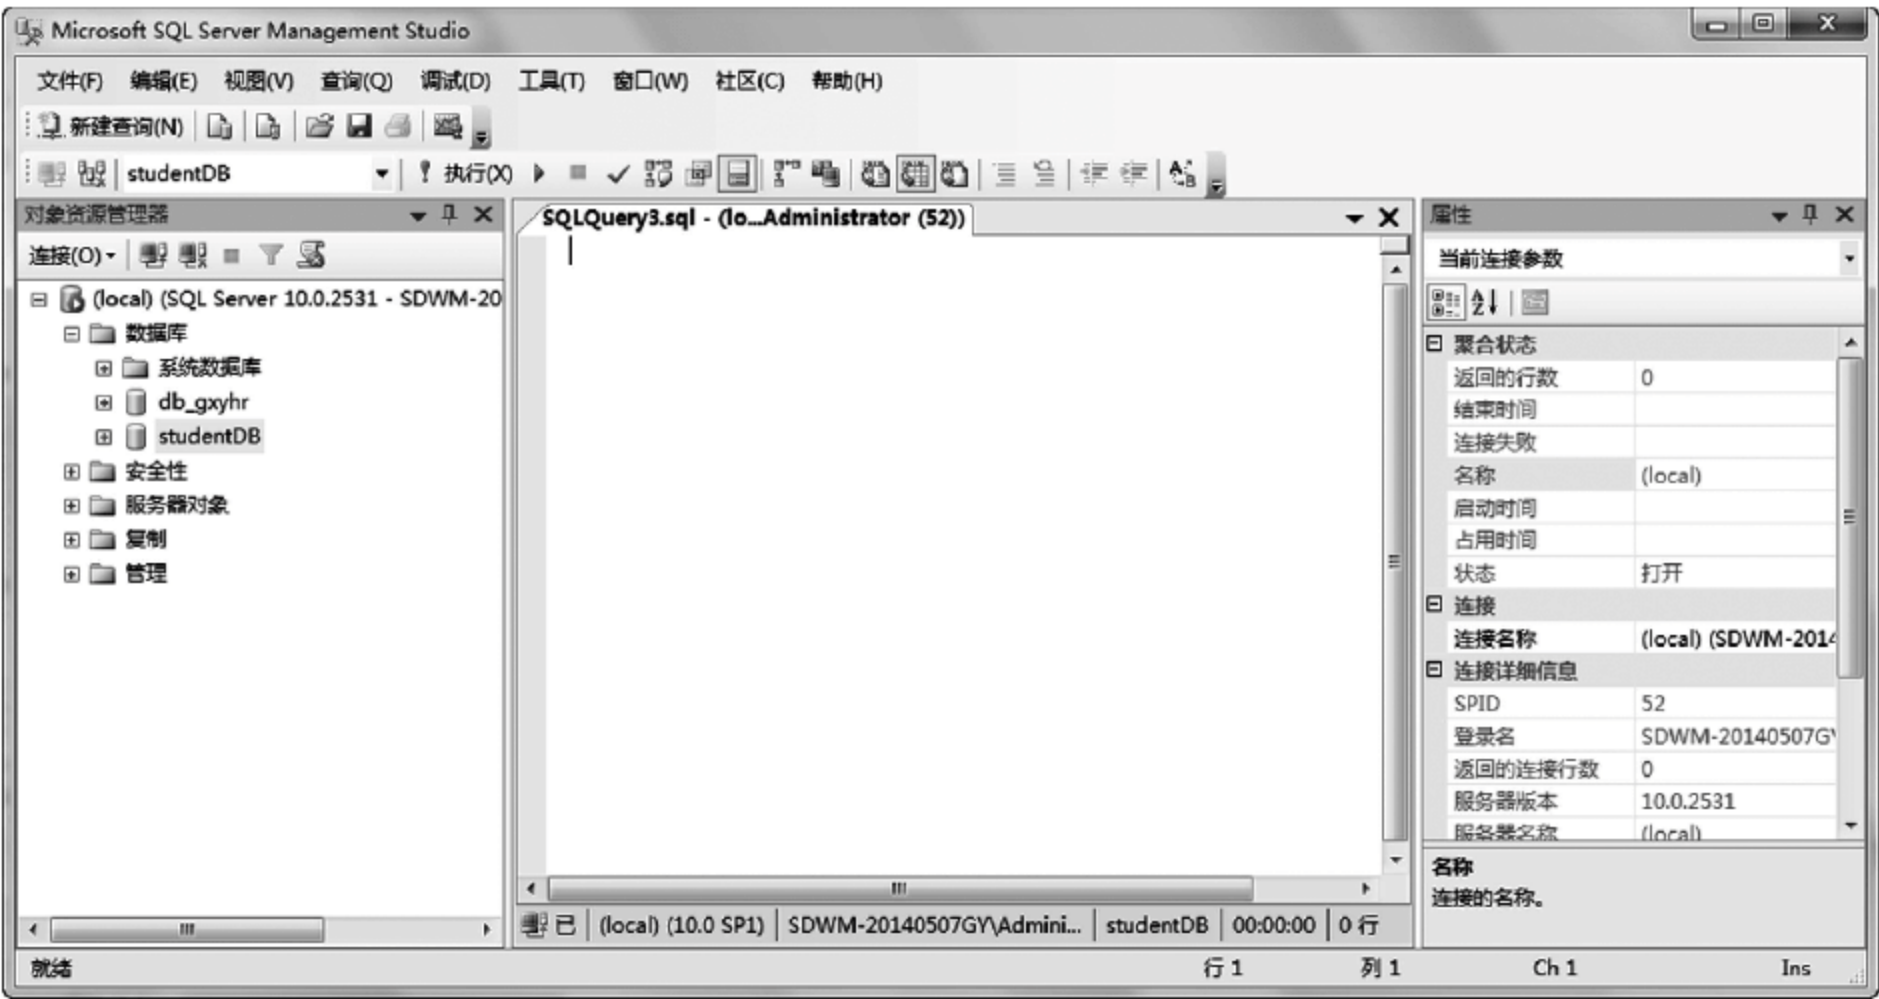 Microsoft SQL Server Management Studio
文件(F) 编辑(E) 视图(V) 查询(Q) 调试(D) 工具(T) 窗口(W) 社区(C) 帮助(H)
新建查询(N)
studentDB 执行(X)
对象资源管理器
连接(O)
(local) (SQL Server 10.0.2531 - SDWM-20
数据库
系统数据库
db_gxyhr
studentDB
安全性
服务器对象
复制
管理
SQLQuery3.sql - (lo...Administrator (52))
已 (local) (10.0 SP1) SDWM-20140507GY\Admini... studentDB 00:00:00 0 行
属性
当前连接参数
聚合状态
返回的行数 0
结束时间
连接失败
名称 (local)
启动时间
占用时间
状态 打开
连接
连接名称 (local) (SDWM-2014
连接详细信息
SPID 52
登录名 SDWM-20140507GY
返回的连接行数 0
服务器版本 10.0.2531
服务器名称 (local)
名称
连接的名称。
就绪 行 1 列 1 Ch 1 Ins